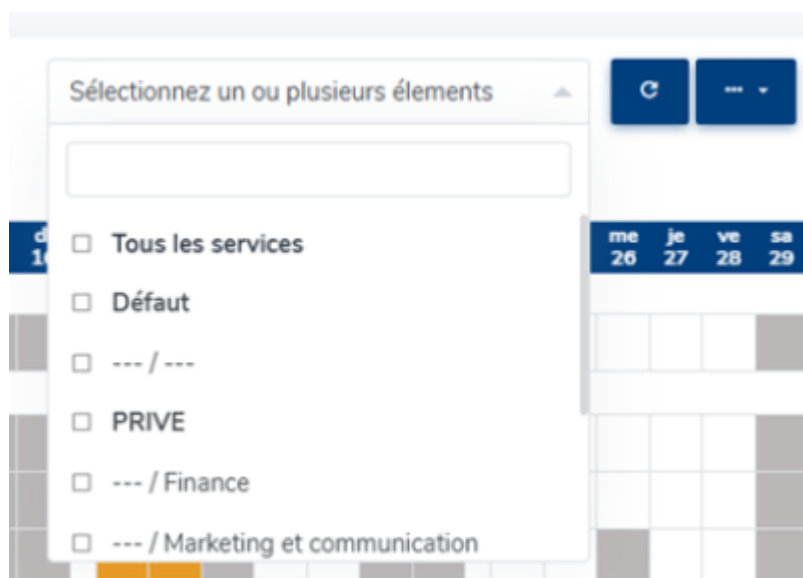 Sélectionnez un ou plusieurs élements
Tous les services
Défaut
--- / ---
PRIVE
--- / Finance
--- / Marketing et communication
me je ve sa
26 27 28 29